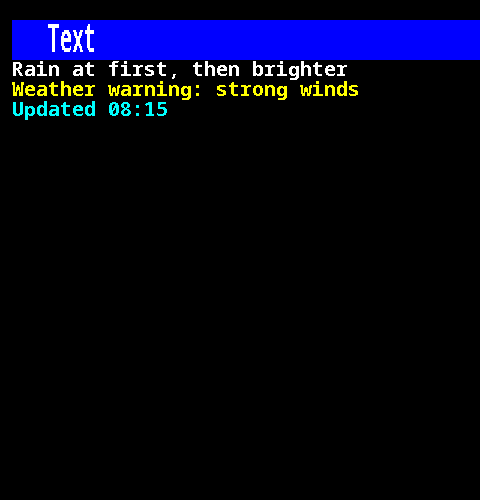 Text
Rain at first, then brighter
Weather warning: strong winds
Updated 08:15